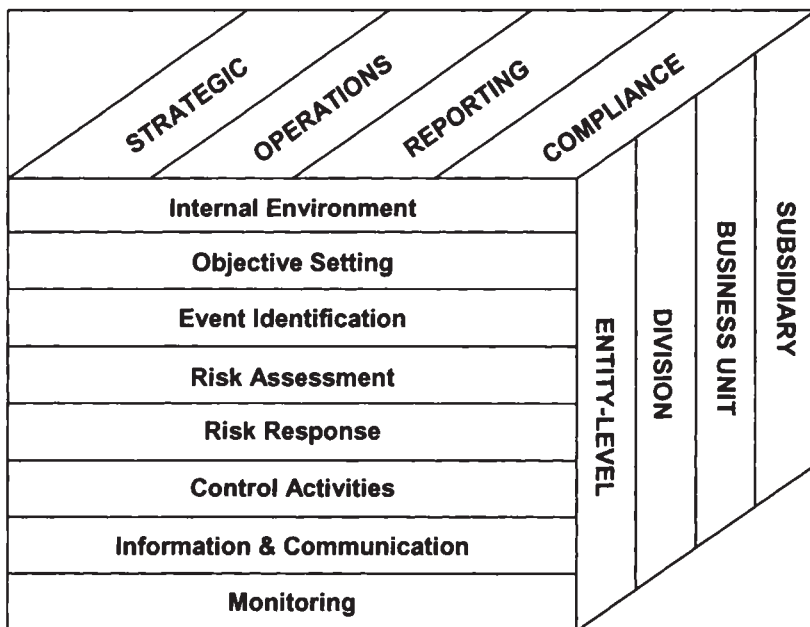 STRATEGIC
OPERATIONS
REPORTING
COMPLIANCE
Internal Environment
Objective Setting
Event Identification
Risk Assessment
Risk Response
Control Activities
Information & Communication
Monitoring
ENTITY-LEVEL
DIVISION
BUSINESS UNIT
SUBSIDIARY